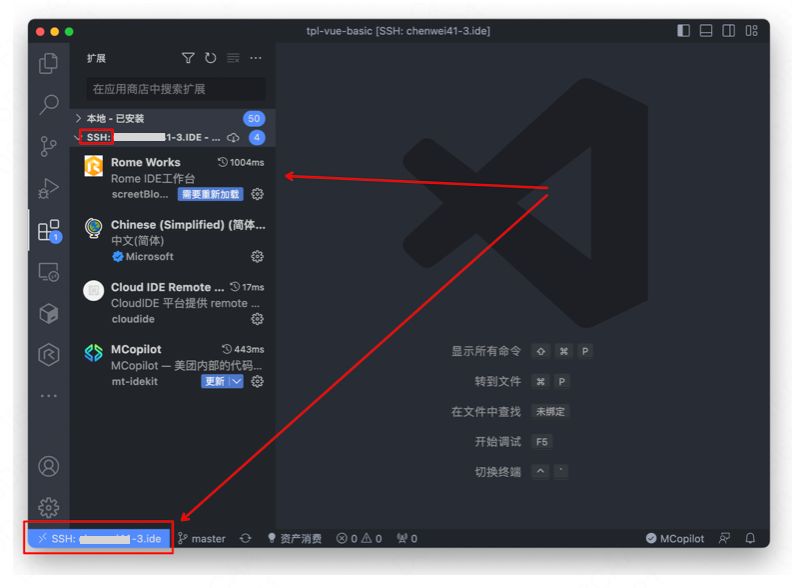 tpl-vue-basic [SSH: chenwei41-3.ide]
扩展
在应用商店中搜索扩展
本地 - 已安装 50
SSH: 1-3.IDE - ... 4
Rome Works 1004ms
Rome IDE工作台
screetBlo... 需要重新加载
Chinese (Simplified) (简体...
中文(简体)
Microsoft
1
Cloud IDE Remote ... 17ms
CloudIDE 平台提供 remote ...
cloudide
MCopilot 443ms
MCopilot — 美团内部的代码...
mt-idekit 更新
显示所有命令 ⇧ ⌘ P
转到文件 ⌘ P
在文件中查找 未绑定
开始调试 F5
切换终端 ^ `
SSH: -3.ide master 资产消费 0 0 0 MCopilot